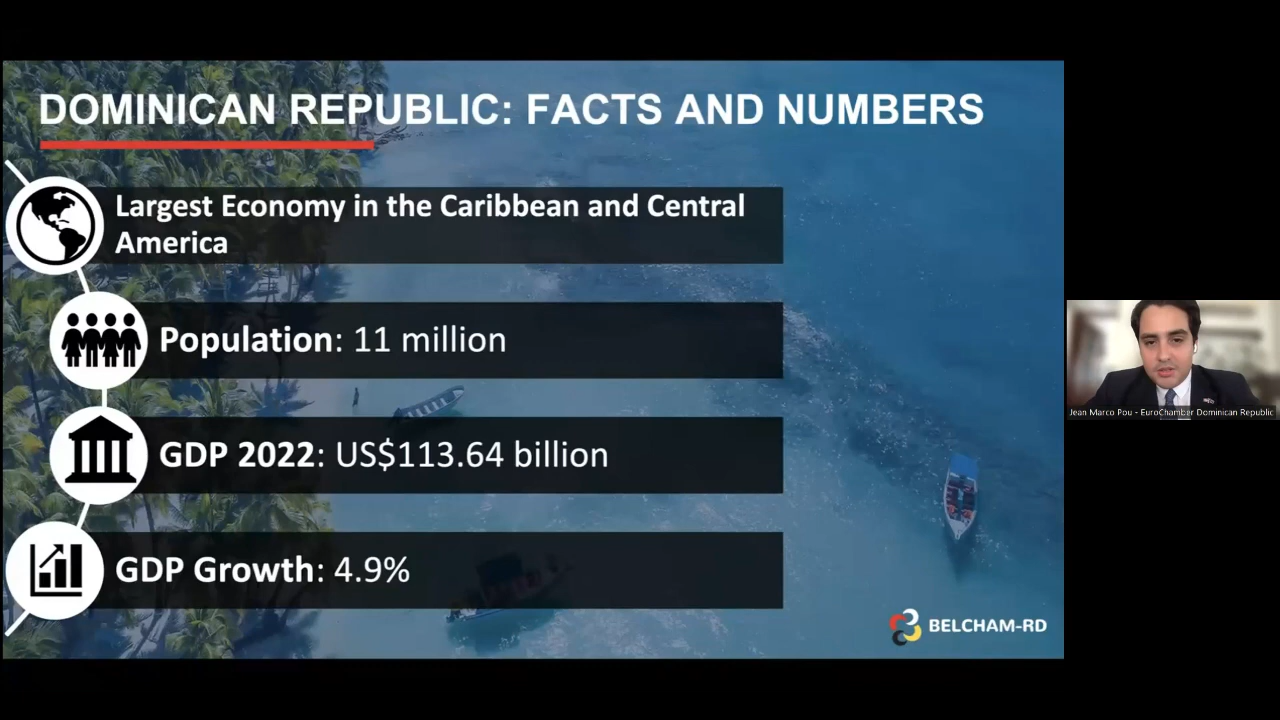 DOMINICAN REPUBLIC: FACTS AND NUMBERS
Largest Economy in the Caribbean and Central
America
Population: 11 million
GDP 2022: US$113.64 billion
GDP Growth: 4.9%
BELCHAM-RD
Jean Marco Pou - EuroChamber Dominican Republic